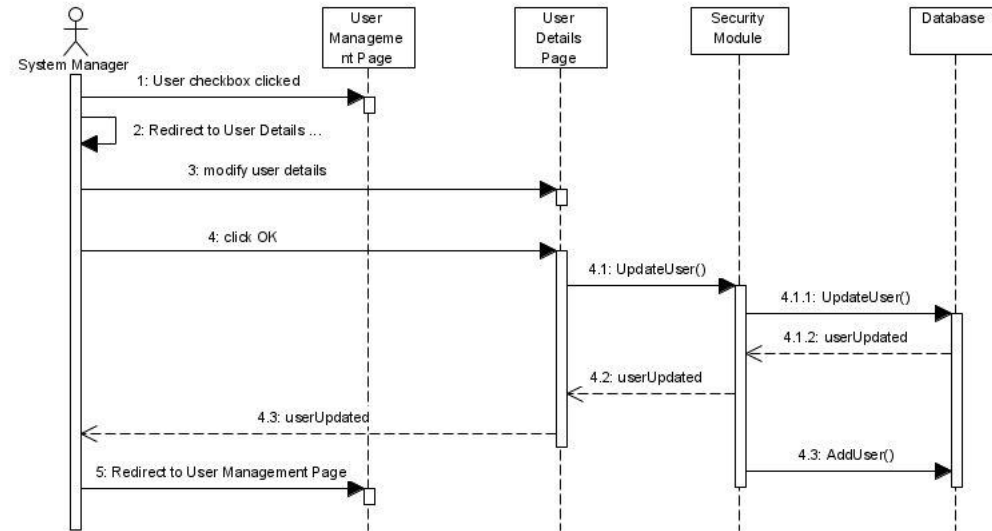 User
Manageme
nt Page
User
Details
Page
Security
Module
Database
System Manager
1: User checkbox clicked
2: Redirect to User Details ...
3: modify user details
4: click OK
4.1: UpdateUser()
4.1.1: UpdateUser()
4.1.2: userUpdated
4.2: userUpdated
4.3: userUpdated
4.3: AddUser()
5: Redirect to User Management Page